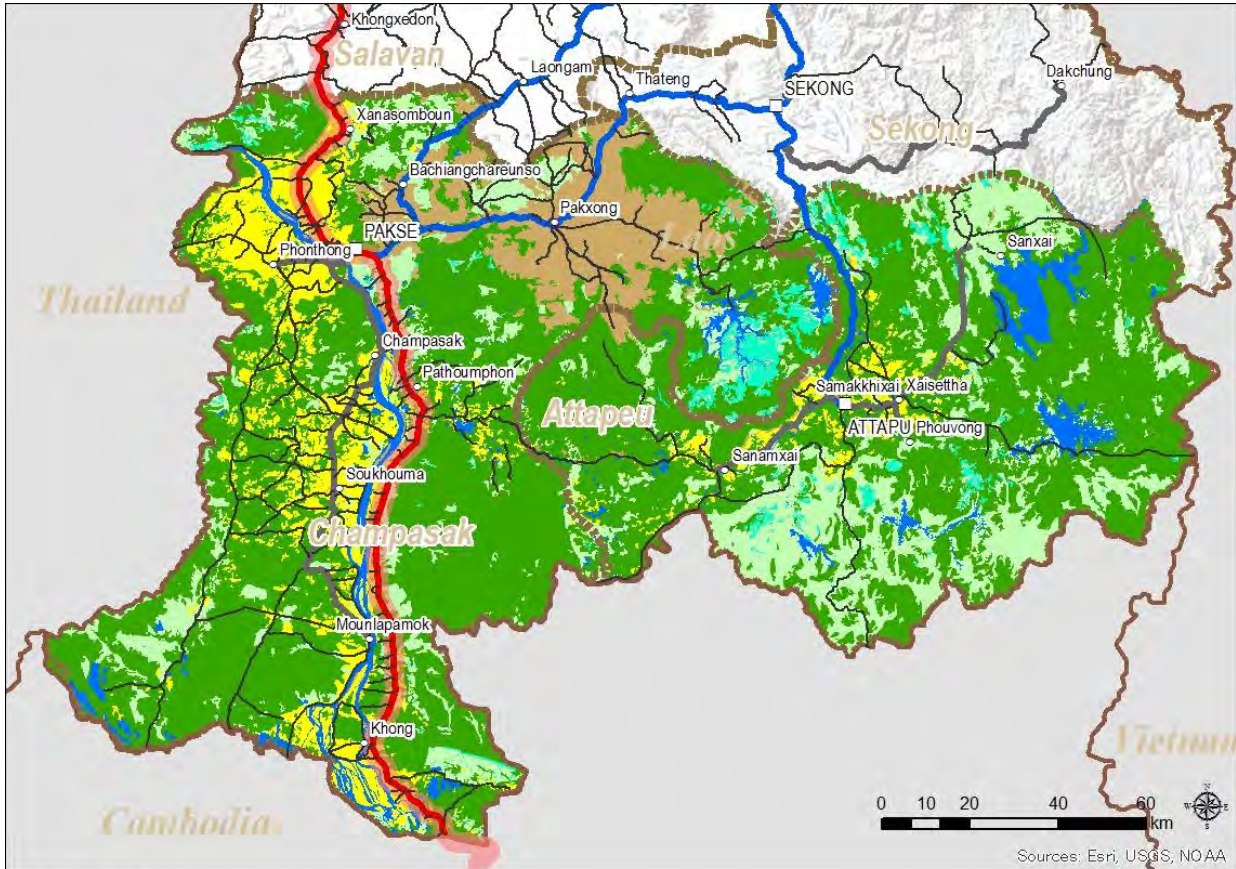 Khongxedon
Salavan
Laongam
Thateng
SEKONG
Dakchung
Xanasomboun
Sekong
Bachiangchareunso
Pakxong
PAKSE
Laos
Phonthong
Sanxai
Thailand
Champasak
Pathoumphon
Samakkhixai
Xaisettha
Attapeu
ATTAPU
Phouvong
Sanamxai
Soukhouma
Champasak
Mounlapamok
Khong
Vietnam
Cambodia
0 10 20 40 60
km
N
W E
S
Sources: Esri, USGS, NOAA